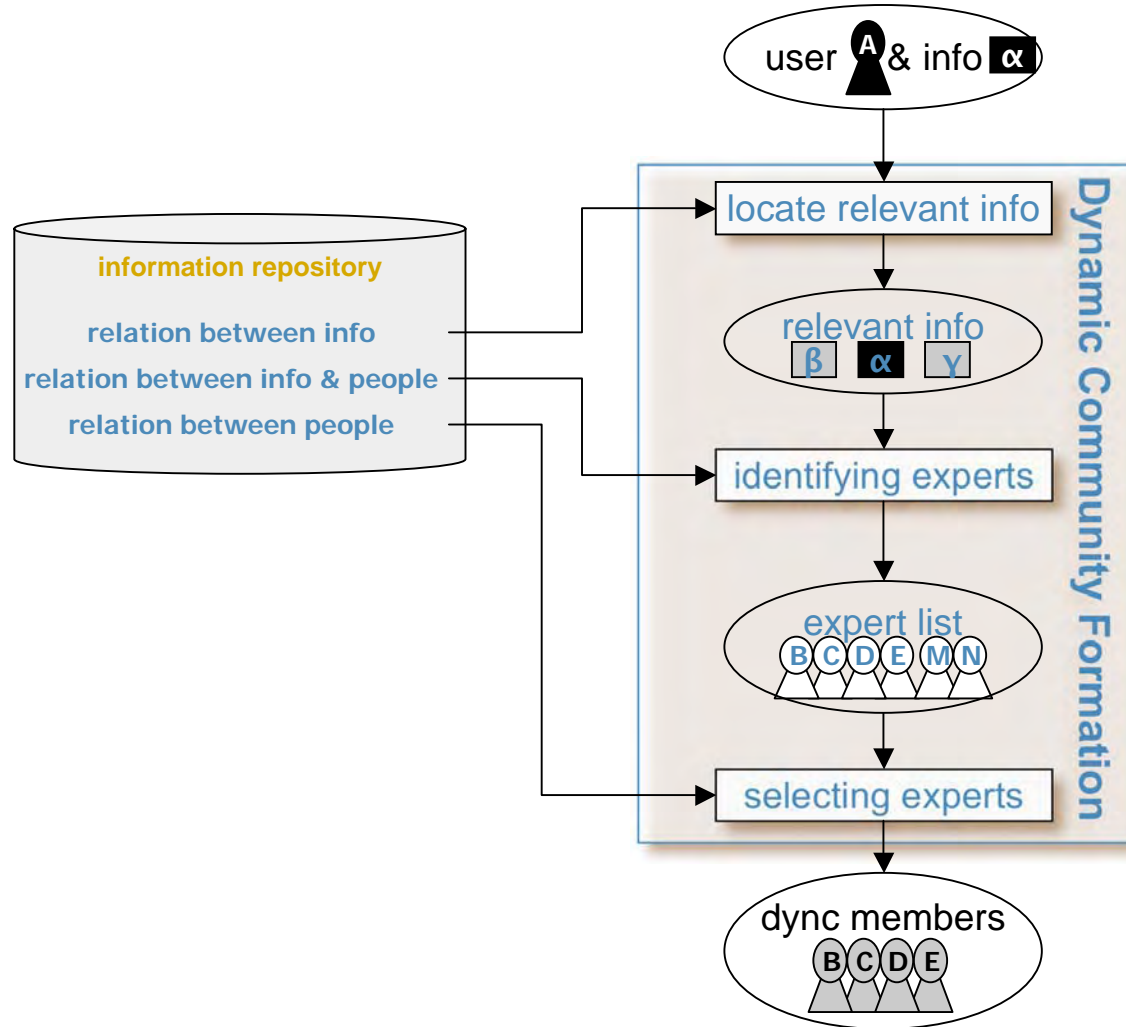 user A & info α
Dynamic Community Formation
locate relevant info
information repository
relation between info
relation between info & people
relation between people
relevant info
β α γ
identifying experts
expert list
B C D E M N
selecting experts
dync members
B C D E